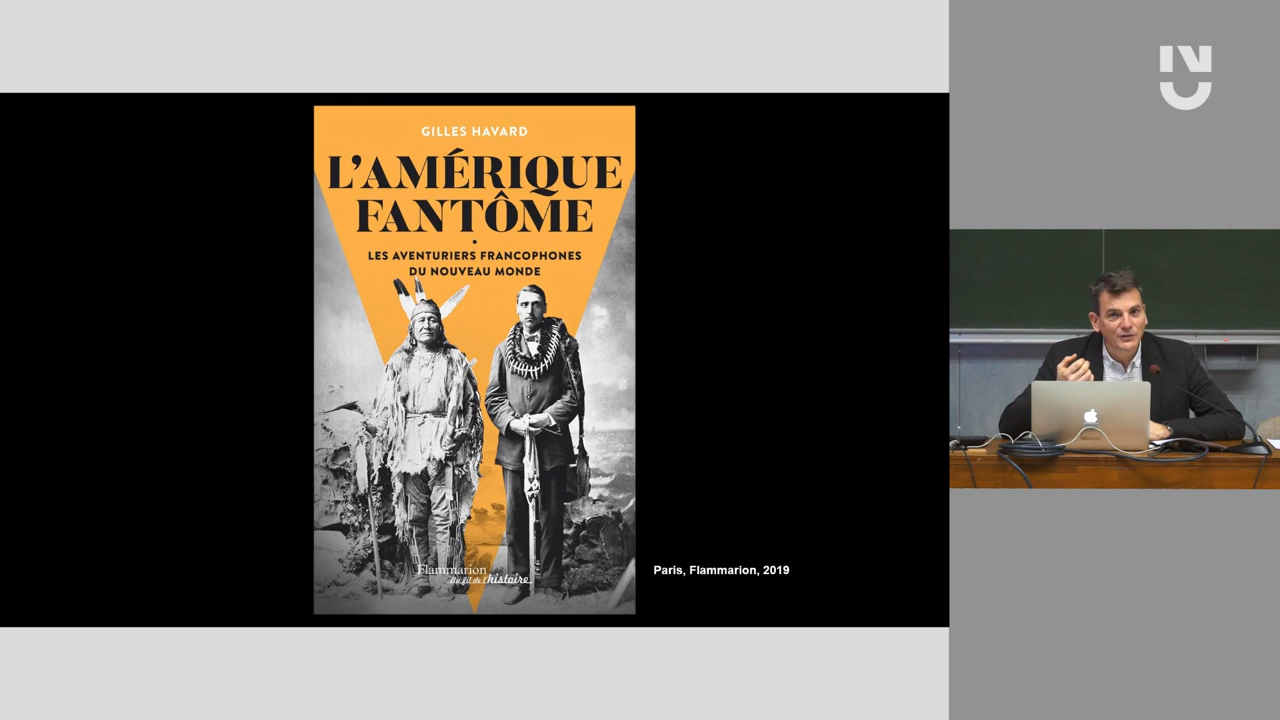 GILLES HAVARD
L'AMÉRIQUE
FANTÔME
LES AVENTURIERS FRANCOPHONES
DU NOUVEAU MONDE
Flammarion
Au fil de l'histoire
Paris, Flammarion, 2019